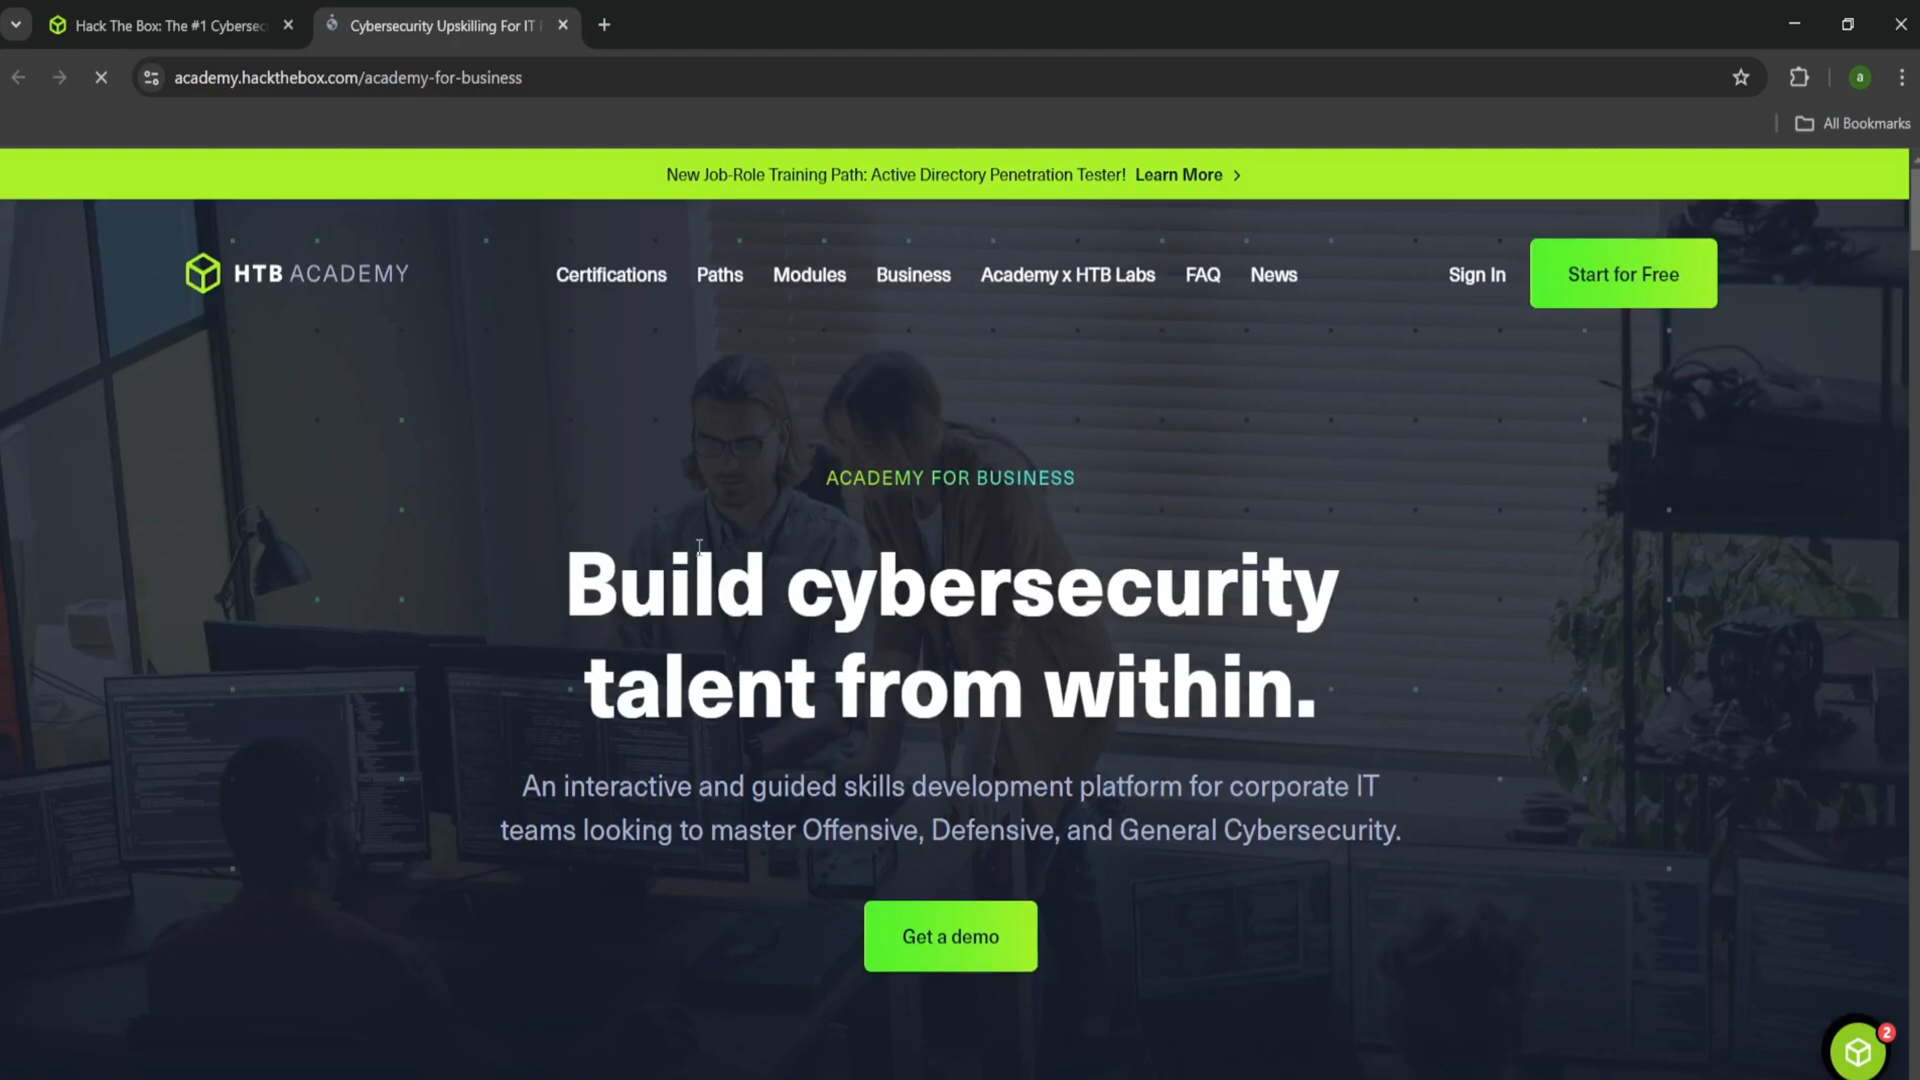 Hack The Box: The #1 Cybersec
Cybersecurity Upskilling For IT
academy.hackthebox.com/academy-for-business
a
All Bookmarks
New Job-Role Training Path: Active Directory Penetration Tester! Learn More
HTB ACADEMY
Certifications Paths Modules Business Academy x HTB Labs FAQ News
Sign In
Start for Free
ACADEMY FOR BUSINESS
Build cybersecurity
talent from within.
An interactive and guided skills development platform for corporate IT
teams looking to master Offensive, Defensive, and General Cybersecurity.
Get a demo
2